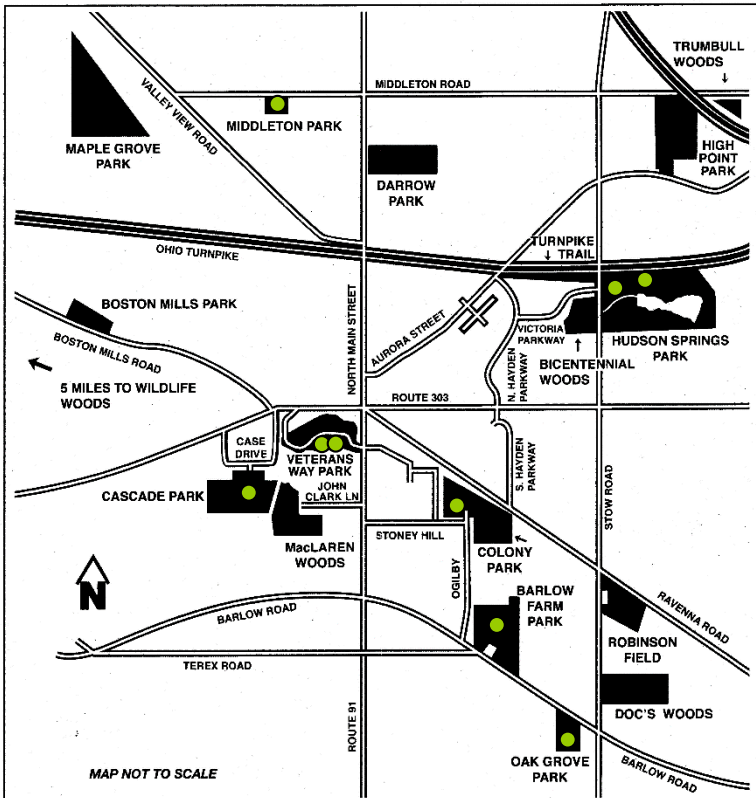 TRUMBULL
WOODS
↓
MIDDLETON ROAD
VALLEY VIEW ROAD
MIDDLETON PARK
MAPLE GROVE
PARK
HIGH
POINT
PARK
DARROW
PARK
OHIO TURNPIKE
TURNPIKE
↓ TRAIL
BOSTON MILLS PARK
BOSTON MILLS ROAD
NORTH MAIN STREET
AURORA STREET
VICTORIA
PARKWAY
HUDSON SPRINGS
PARK
↑
BICENTENNIAL
WOODS
N. HAYDEN
PARKWAY
←
5 MILES TO WILDLIFE
WOODS
ROUTE 303
CASE
DRIVE
VETERANS
WAY PARK
JOHN
CLARK LN
CASCADE PARK
S. HAYDEN
PARKWAY
STOW ROAD
MacLAREN
WOODS
STONEY HILL
COLONY
PARK
N
OGILBY
BARLOW
FARM
PARK
RAVENNA ROAD
BARLOW ROAD
TEREX ROAD
ROBINSON
FIELD
ROUTE 91
DOC'S WOODS
OAK GROVE
PARK
BARLOW ROAD
MAP NOT TO SCALE